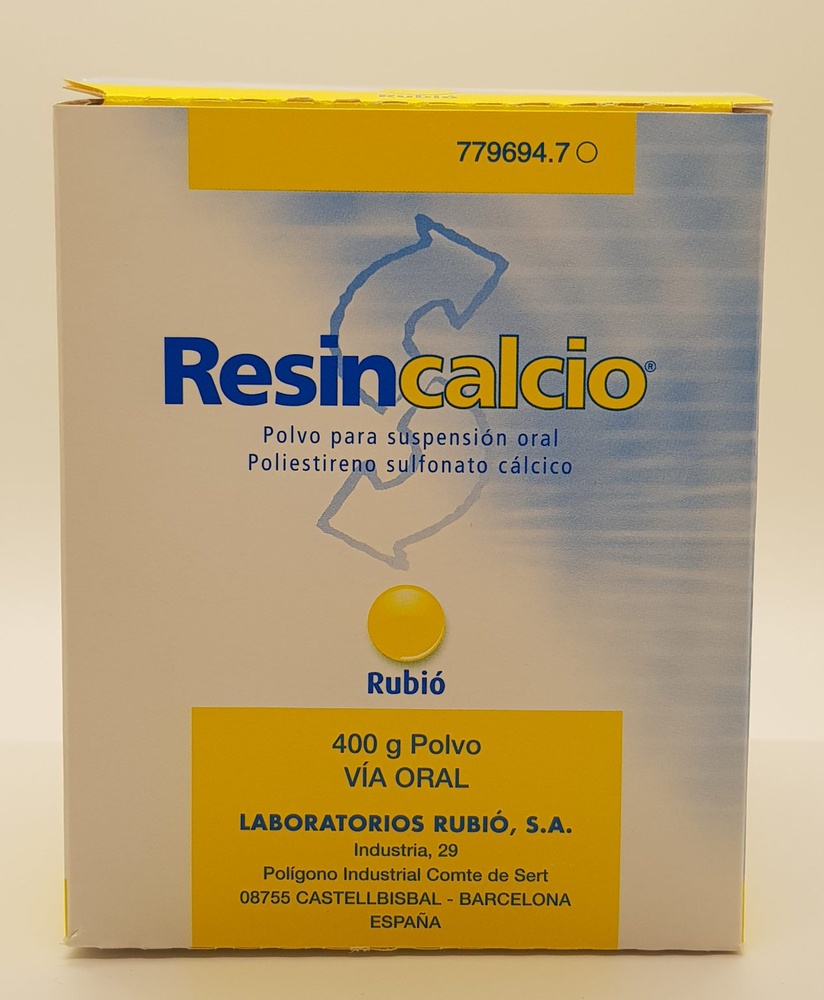 Rubió
779694.7 O
Resincalcio®
Polvo para suspensión oral
Poliestireno sulfonato cálcico
Rubió
400 g Polvo
VÍA ORAL
LABORATORIOS RUBIÓ, S.A.
Industria, 29
Polígono Industrial Comte de Sert
08755 CASTELLBISBAL - BARCELONA
ESPAÑA